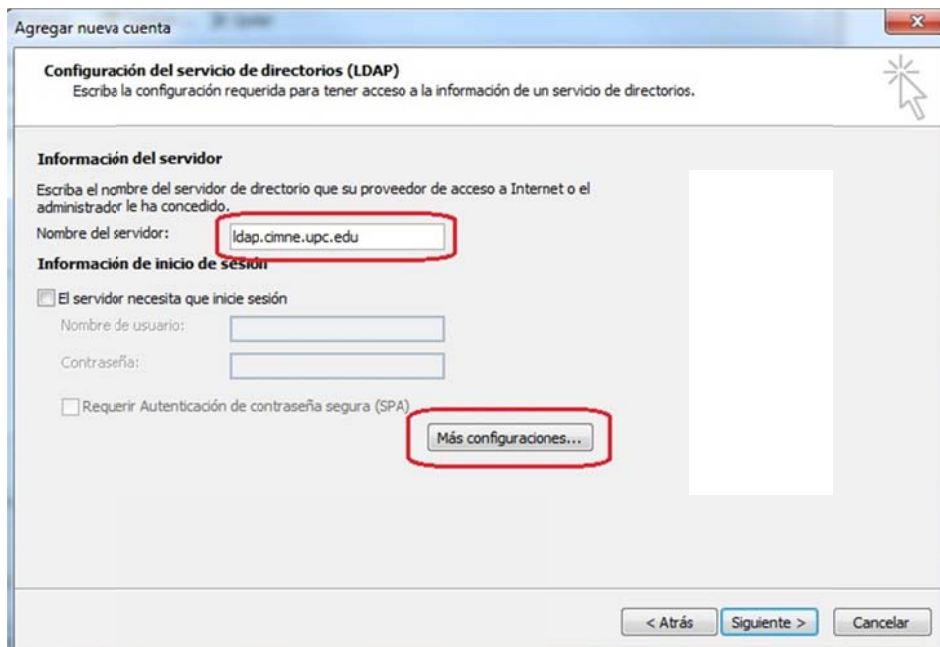 Agregar nueva cuenta
Configuración del servicio de directorios (LDAP)
Escriba la configuración requerida para tener acceso a la información de un servicio de directorios.
Información del servidor
Escriba el nombre del servidor de directorio que su proveedor de acceso a Internet o el
administrador le ha concedido.
Nombre del servidor: ldap.cimne.upc.edu
Información de inicio de sesión
El servidor necesita que inicie sesión
Nombre de usuario:
Contraseña:
Requerir Autenticación de contraseña segura (SPA)
Más configuraciones...
< Atrás Siguiente > Cancelar